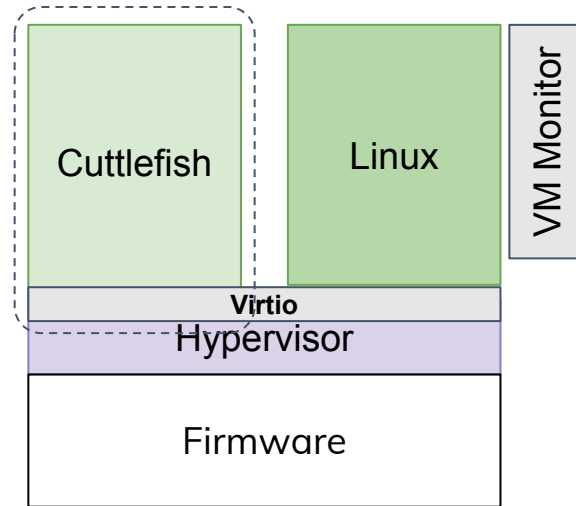 Cuttlefish
Linux
VM Monitor
Virtio
Hypervisor
Firmware